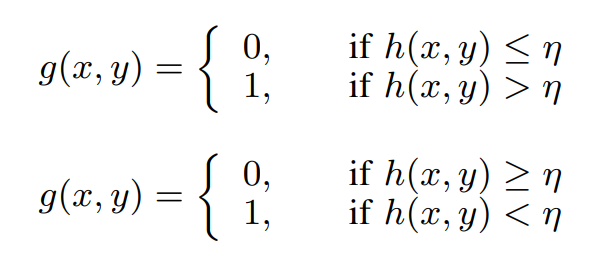 g(x, y) = { 0, if h(x, y) ≤ η
1, if h(x, y) > η
g(x, y) = { 0, if h(x, y) ≥ η
1, if h(x, y) < η